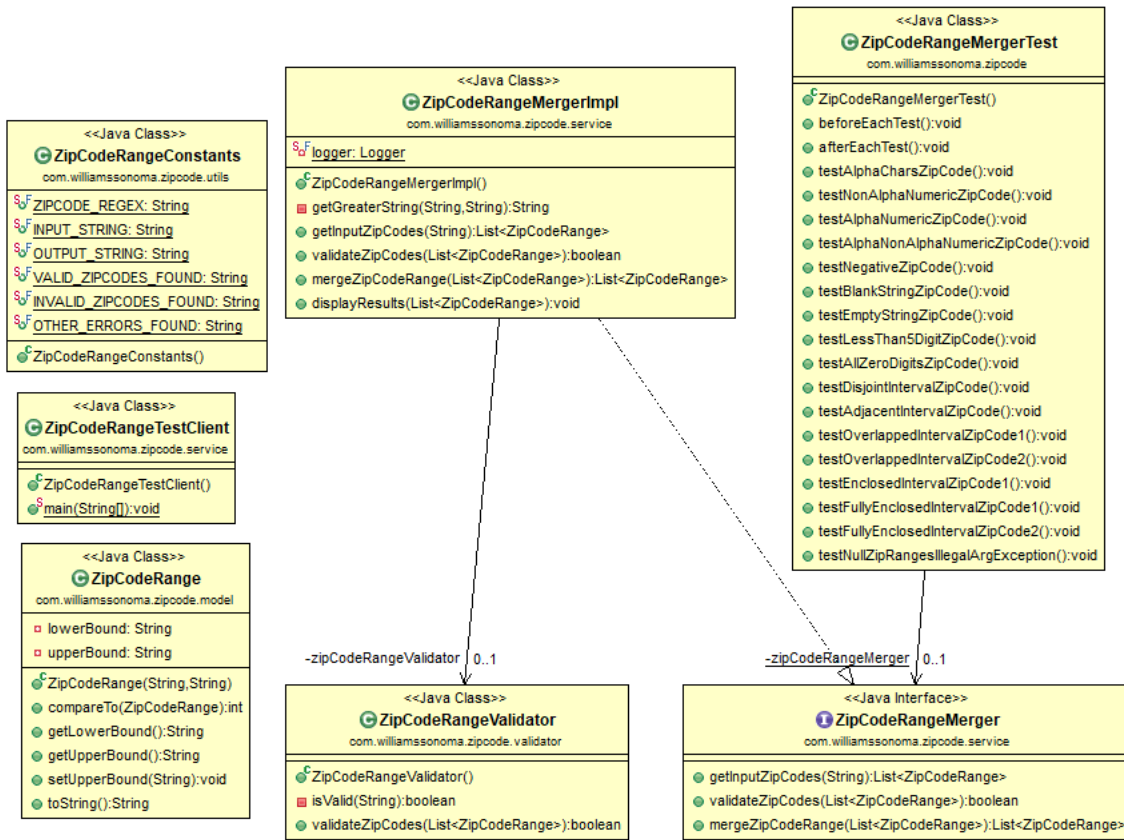 <<Java Class>>
ZipCodeRangeConstants
com.williamssonoma.zipcode.utils
ZIPCODE_REGEX: String
INPUT_STRING: String
OUTPUT_STRING: String
VALID_ZIPCODES_FOUND: String
INVALID_ZIPCODES_FOUND: String
OTHER_ERRORS_FOUND: String
ZipCodeRangeConstants()
<<Java Class>>
ZipCodeRangeTestClient
com.williamssonoma.zipcode.service
ZipCodeRangeTestClient()
main(String[]):void
<<Java Class>>
ZipCodeRange
com.williamssonoma.zipcode.model
lowerBound: String
upperBound: String
ZipCodeRange(String,String)
compareTo(ZipCodeRange):int
getLowerBound():String
getUpperBound():String
setUpperBound(String):void
toString():String
<<Java Class>>
ZipCodeRangeMergerImpl
com.williamssonoma.zipcode.service
logger: Logger
ZipCodeRangeMergerImpl()
getGreaterString(String,String):String
getInputZipCodes(String):List<ZipCodeRange>
validateZipCodes(List<ZipCodeRange>):boolean
mergeZipCodeRange(List<ZipCodeRange>):List<ZipCodeRange>
displayResults(List<ZipCodeRange>):void
-zipCodeRangeValidator 0..1
<<Java Class>>
ZipCodeRangeValidator
com.williamssonoma.zipcode.validator
ZipCodeRangeValidator()
isValid(String):boolean
validateZipCodes(List<ZipCodeRange>):boolean
<<Java Class>>
ZipCodeRangeMergerTest
com.williamssonoma.zipcode
ZipCodeRangeMergerTest()
beforeEachTest():void
afterEachTest():void
testAlphaCharsZipCode():void
testNonAlphaNumericZipCode():void
testAlphaNumericZipCode():void
testAlphaNonAlphaNumericZipCode():void
testNegativeZipCode():void
testBlankStringZipCode():void
testEmptyStringZipCode():void
testLessThan5DigitZipCode():void
testAllZeroDigitsZipCode():void
testDisjointIntervalZipCode():void
testAdjacentIntervalZipCode():void
testOverlappedIntervalZipCode1():void
testOverlappedIntervalZipCode2():void
testEnclosedIntervalZipCode1():void
testFullyEnclosedIntervalZipCode1():void
testFullyEnclosedIntervalZipCode2():void
testNullZipRangesIllegalArgException():void
-zipCodeRangeMerger 0..1
<<Java Interface>>
ZipCodeRangeMerger
com.williamssonoma.zipcode.service
getInputZipCodes(String):List<ZipCodeRange>
validateZipCodes(List<ZipCodeRange>):boolean
mergeZipCodeRange(List<ZipCodeRange>):List<ZipCodeRange>